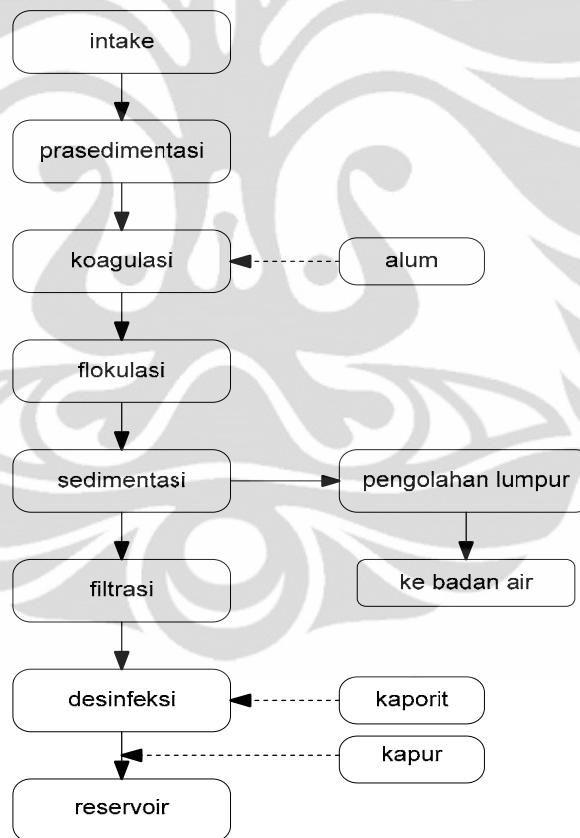 intake
prasedimentasi
koagulasi
alum
flokulasi
sedimentasi
pengolahan lumpur
filtrasi
ke badan air
desinfeksi
kaporit
kapur
reservoir